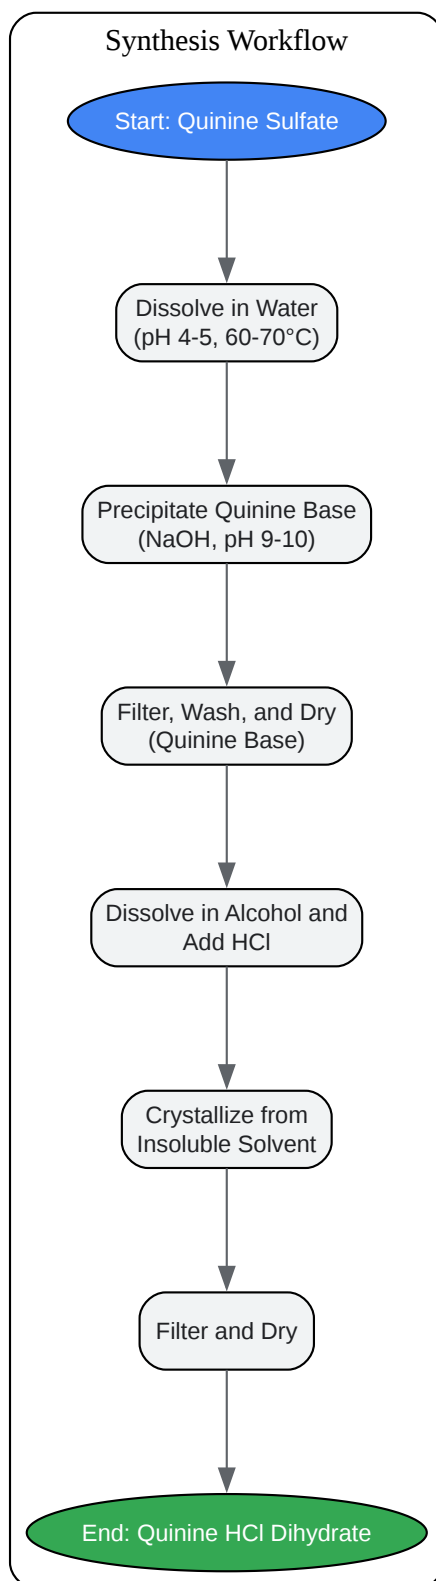 Synthesis Workflow
Start: Quinine Sulfate
Dissolve in Water
(pH 4-5, 60-70°C)
Precipitate Quinine Base
(NaOH, pH 9-10)
Filter, Wash, and Dry
(Quinine Base)
Dissolve in Alcohol and
Add HCl
Crystallize from
Insoluble Solvent
Filter and Dry
End: Quinine HCl Dihydrate